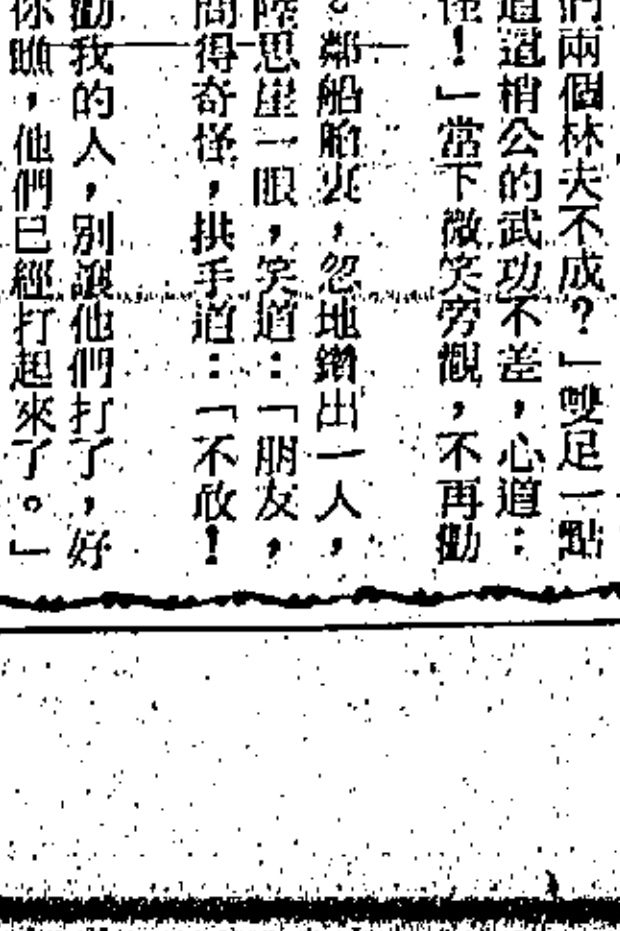 們兩個林夫不成？」雙足一點
道這梢公的武功不差，心道：
怪！」當下微笑旁觀，不再勸
。鄰船船裏，忽地鑽出一人，
陸思崖一眼，笑道：「朋友，
問得奇怪，拱手道：「不敢！
勸我的人，別讓他們打了，好
你瞧，他們已經打起來了。」